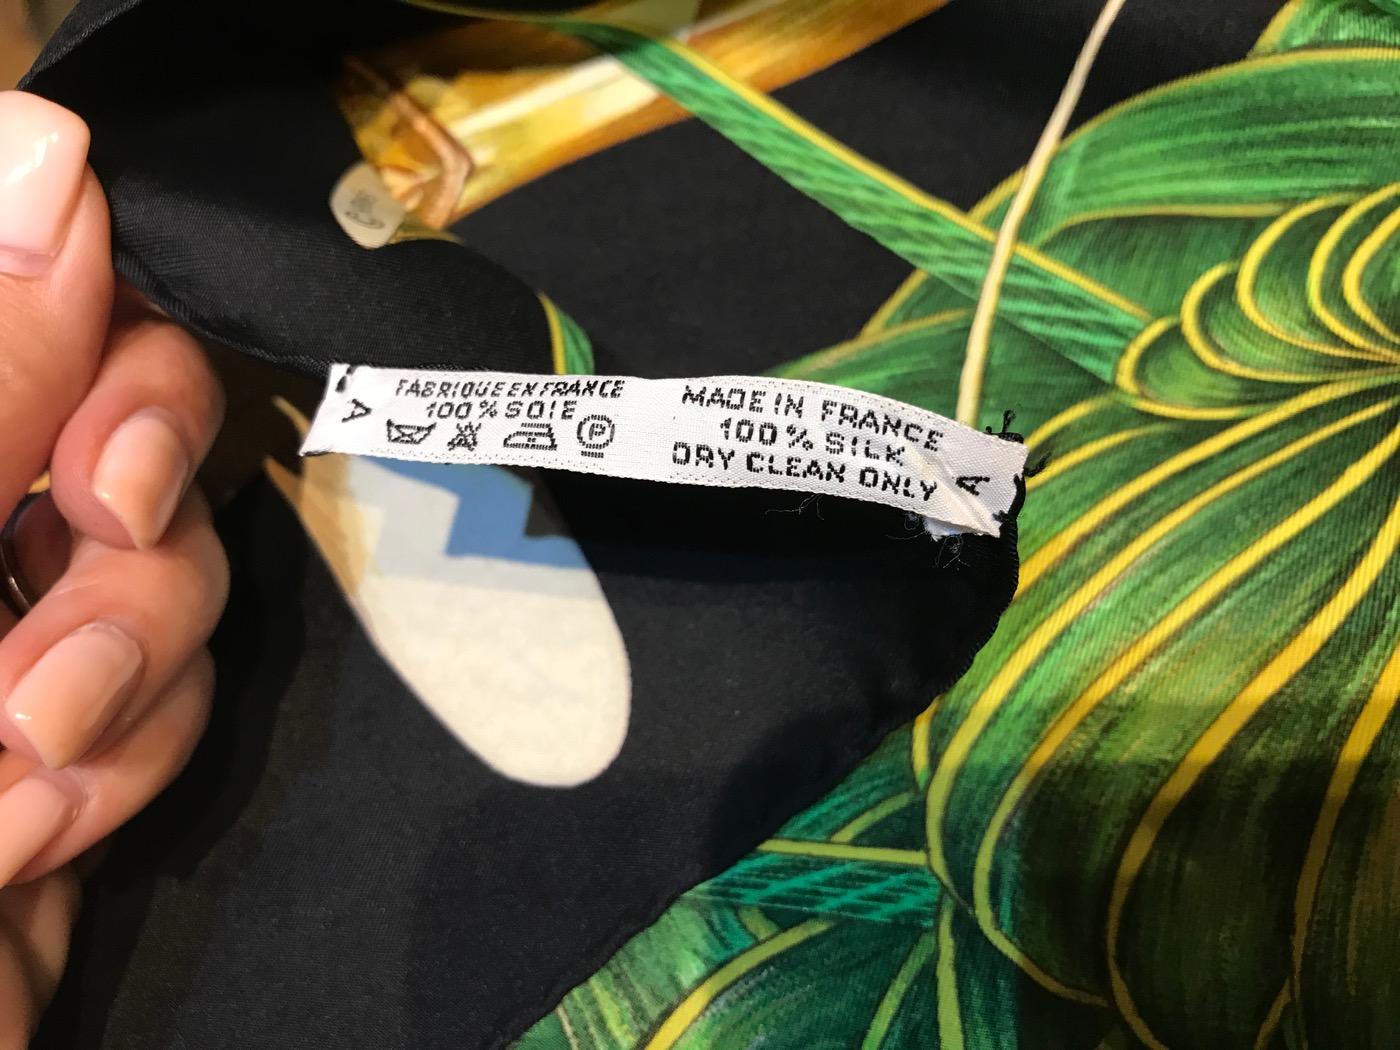 A
FABRIQUE EN FRANCE
100% SOIE
P
MADE IN FRANCE
100% SILK
DRY CLEAN ONLY
A